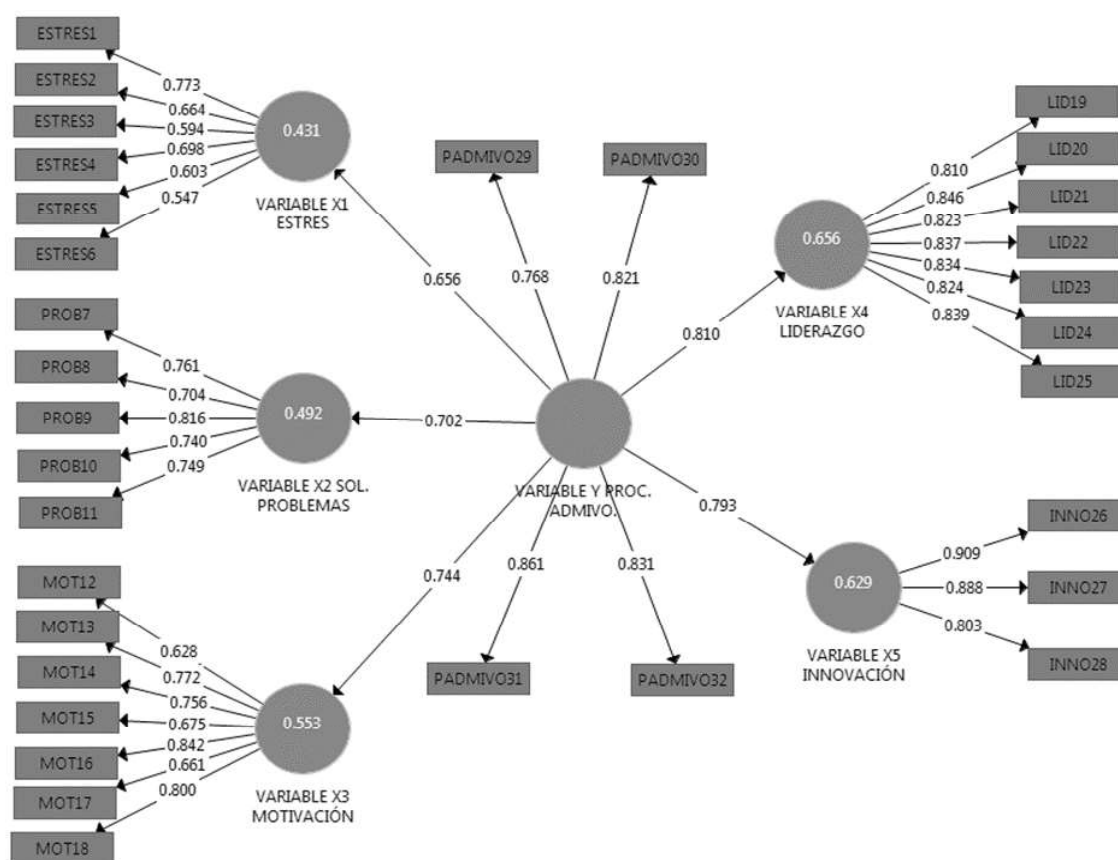 ESTRES1
ESTRES2
ESTRES3
ESTRES4
ESTRES5
ESTRES6
0.773
0.664
0.594
0.698
0.603
0.547
0.431
VARIABLE X1
ESTRES
0.656
PROB7
PROB8
PROB9
PROB10
PROB11
0.761
0.704
0.816
0.740
0.749
0.492
VARIABLE X2 SOL.
PROBLEMAS
0.702
MOT12
MOT13
MOT14
MOT15
MOT16
MOT17
MOT18
0.628
0.772
0.756
0.675
0.842
0.661
0.800
0.553
VARIABLE X3
MOTIVACIÓN
0.744
PADMIVO29
PADMIVO30
0.768
0.821
VARIABLE Y PROC.
ADMIVO.
0.861
0.831
PADMIVO31
PADMIVO32
0.810
0.656
VARIABLE X4
LIDERAZGO
0.810
0.846
0.823
0.837
0.834
0.824
0.839
LID19
LID20
LID21
LID22
LID23
LID24
LID25
0.793
0.629
VARIABLE X5
INNOVACIÓN
0.909
0.888
0.803
INNO26
INNO27
INNO28